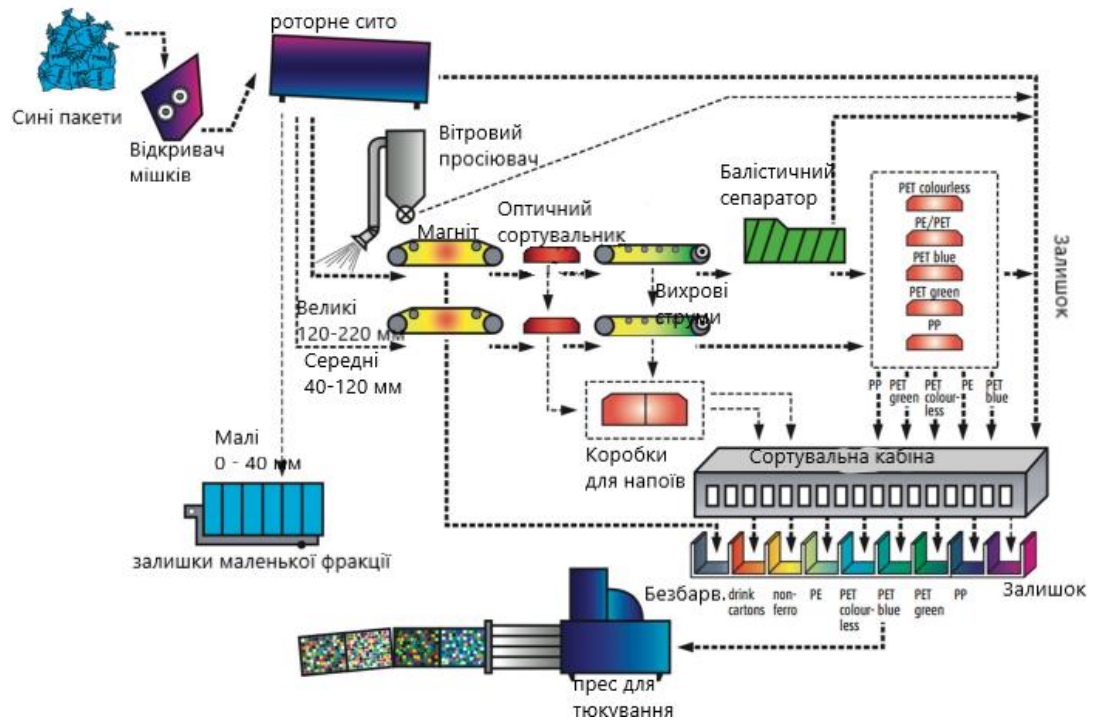 роторне сито
Сині пакети
Відкривач
мішків
Вітровий
просіювач
Магніт
Оптичний
сортувальник
Балістичний
сепаратор
PET colourless
PE/PET
PET blue
PET green
PP
Залишок
Вихрові
струми
Великі
120-220 мм
Середні
40-120 мм
Малі
0 - 40 мм
залишки маленької фракції
Коробки
для напоїв
PP
PET
green
PET
colour-
less
PE
PET
blue
Сортувальна кабіна
Безбарв.
drink
cartons
non-
ferro
PE
PET
colour-
less
PET
blue
PET
green
PP
Залишок
прес для
тюкування